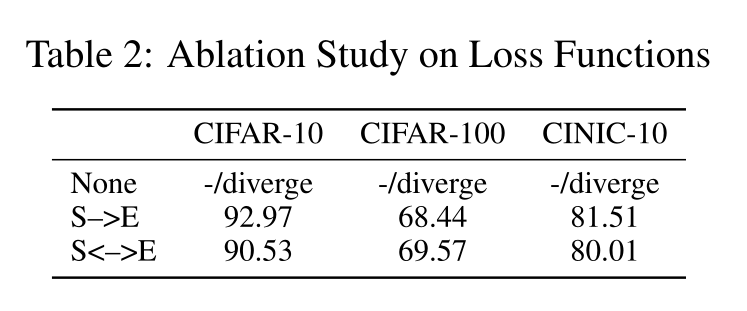 Table 2: Ablation Study on Loss Functions
CIFAR-10 CIFAR-100 CINIC-10
None -/diverge -/diverge -/diverge
S–>E 92.97 68.44 81.51
S<–>E 90.53 69.57 80.01